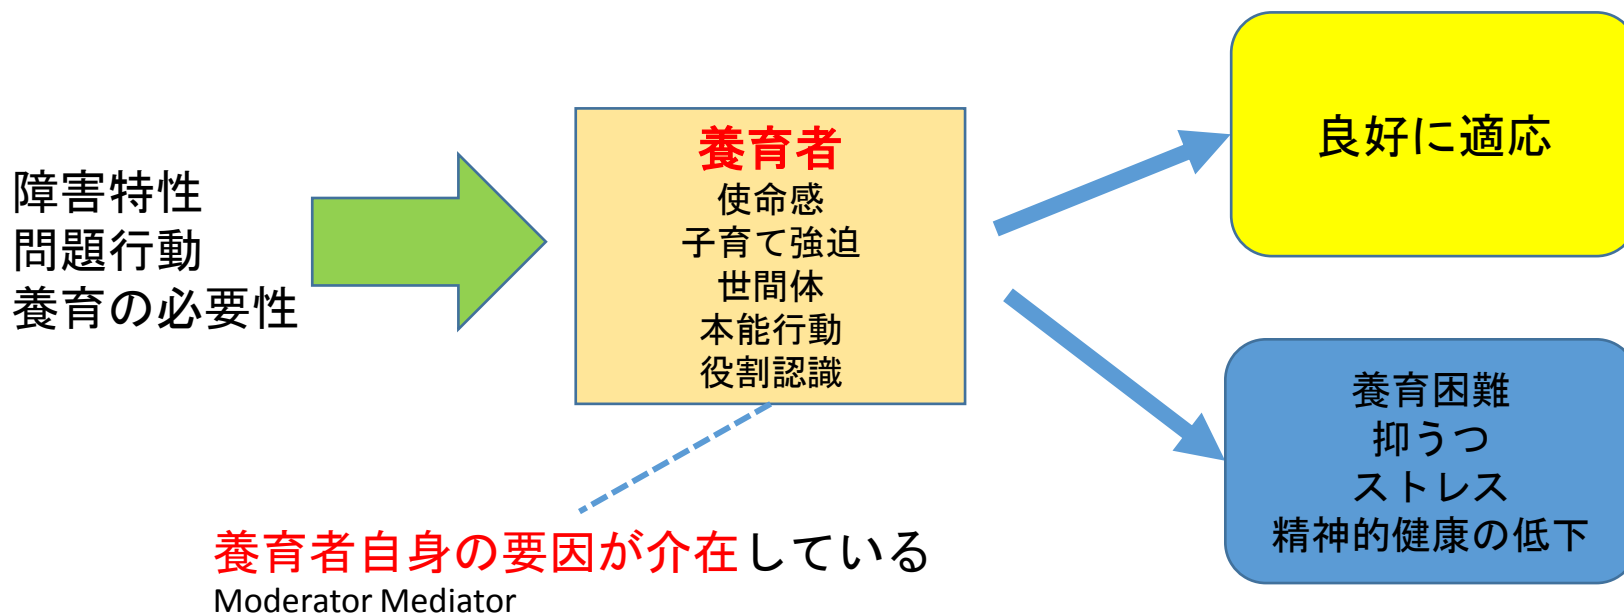 障害特性
問題行動
養育の必要性
養育者
使命感
子育て強迫
世間体
本能行動
役割認識
良好に適応
養育困難
抑うつ
ストレス
精神的健康の低下
養育者自身の要因が介在している
Moderator Mediator